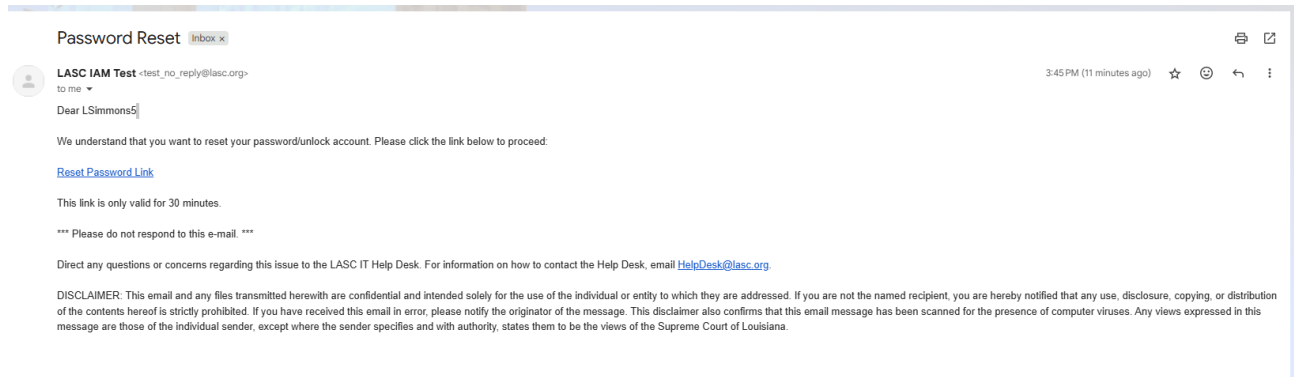 Password Reset Inbox x
LASC IAM Test <test_no_reply@lasc.org>
3:45 PM (11 minutes ago)
to me
Dear LSimmons5
We understand that you want to reset your password/unlock account. Please click the link below to proceed:
Reset Password Link
This link is only valid for 30 minutes.
*** Please do not respond to this e-mail. ***
Direct any questions or concerns regarding this issue to the LASC IT Help Desk. For information on how to contact the Help Desk, email HelpDesk@lasc.org.
DISCLAIMER: This email and any files transmitted herewith are confidential and intended solely for the use of the individual or entity to which they are addressed. If you are not the named recipient, you are hereby notified that any use, disclosure, copying, or distribution
of the contents hereof is strictly prohibited. If you have received this email in error, please notify the originator of the message. This disclaimer also confirms that this email message has been scanned for the presence of computer viruses. Any views expressed in this
message are those of the individual sender, except where the sender specifies and with authority, states them to be the views of the Supreme Court of Louisiana.